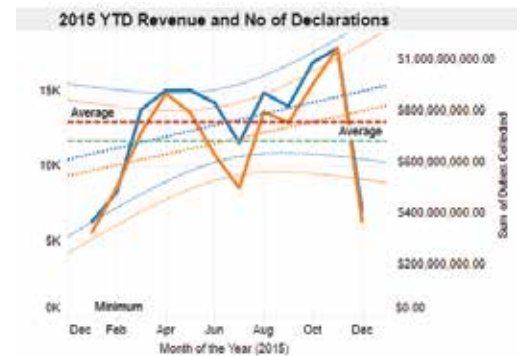 2015 YTD Revenue and No of Declarations
$1,000,000,000.00
15K
Average
$800,000,000.00
Average
10K
$600,000,000.00
Sum of Duties Collected
$400,000,000.00
5K
$200,000,000.00
0K
Minimum
$0.00
Dec Feb Apr Jun Aug Oct Dec
Month of the Year (2015)